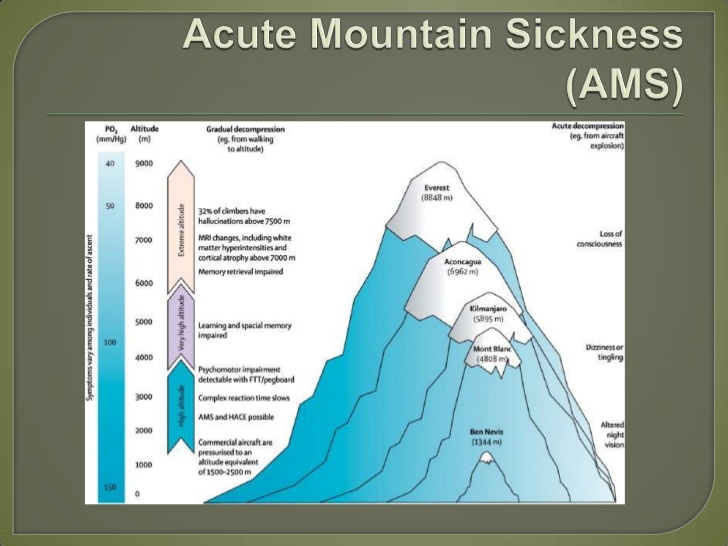 Acute Mountain Sickness
(AMS)
PO2
(mm/Hg)
Altitude
(m)
Gradual decompression
(eg, from walking
to altitude)
Acute decompression
(eg, from aircraft
explosion)
Symptoms vary among individuals and rate of ascent
40
50
100
150
9000
8000
7000
6000
5000
4000
3000
2000
1000
0
Extreme altitude
Very high altitude
High altitude
32% of climbers have
hallucinations above 7500 m
MRI changes, including white
matter hyperintensities and
cortical atrophy above 7000 m
Memory retrieval impaired
Learning and spacial memory
impaired
Psychomotor impairment
detectable with FTT/pegboard
Complex reaction time slows
AMS and HACE possible
Commercial aircraft are
pressurised to an
altitude equivalent
of 1500–2500 m
Everest
(8848 m)
Aconcagua
(6962 m)
Kilmanjaro
(5895 m)
Mont Blanc
(4808 m)
Ben Nevis
(1344 m)
Loss of
consciousness
Dizziness or
tingling
Altered
night
vision